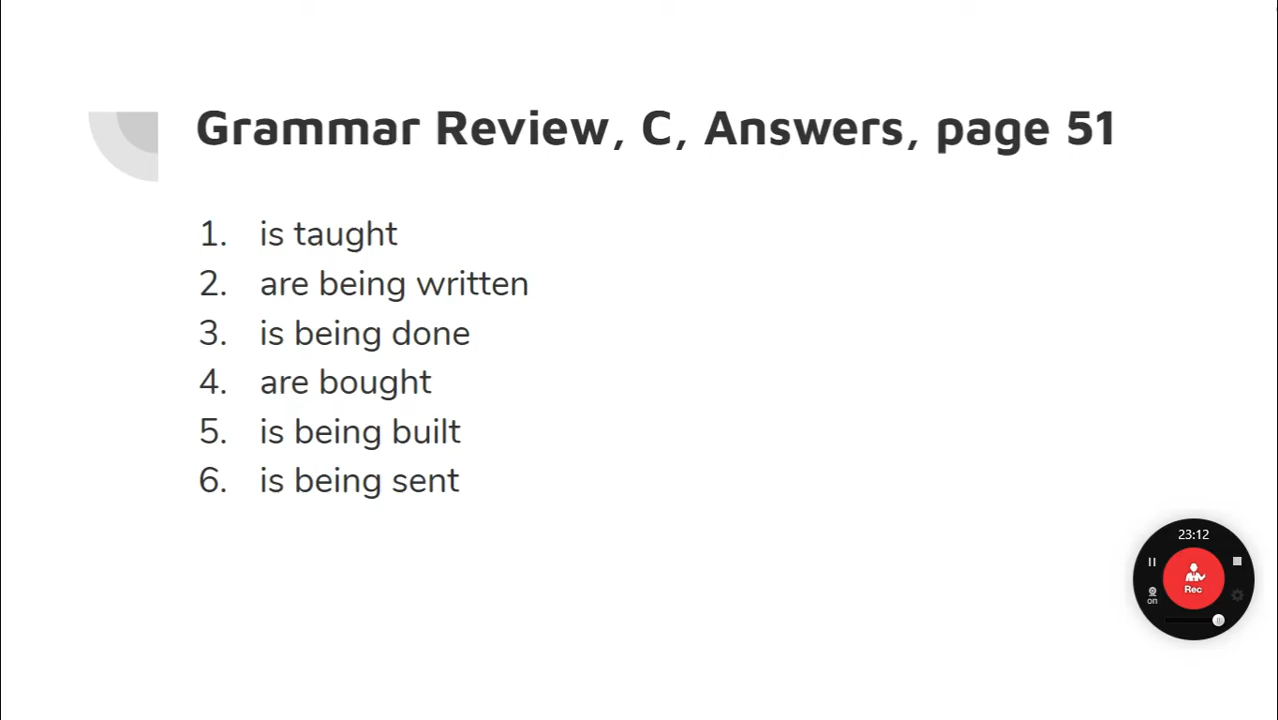 Grammar Review, C, Answers, page 51
1. is taught
2. are being written
3. is being done
4. are bought
5. is being built
6. is being sent
23:12
Rec
on